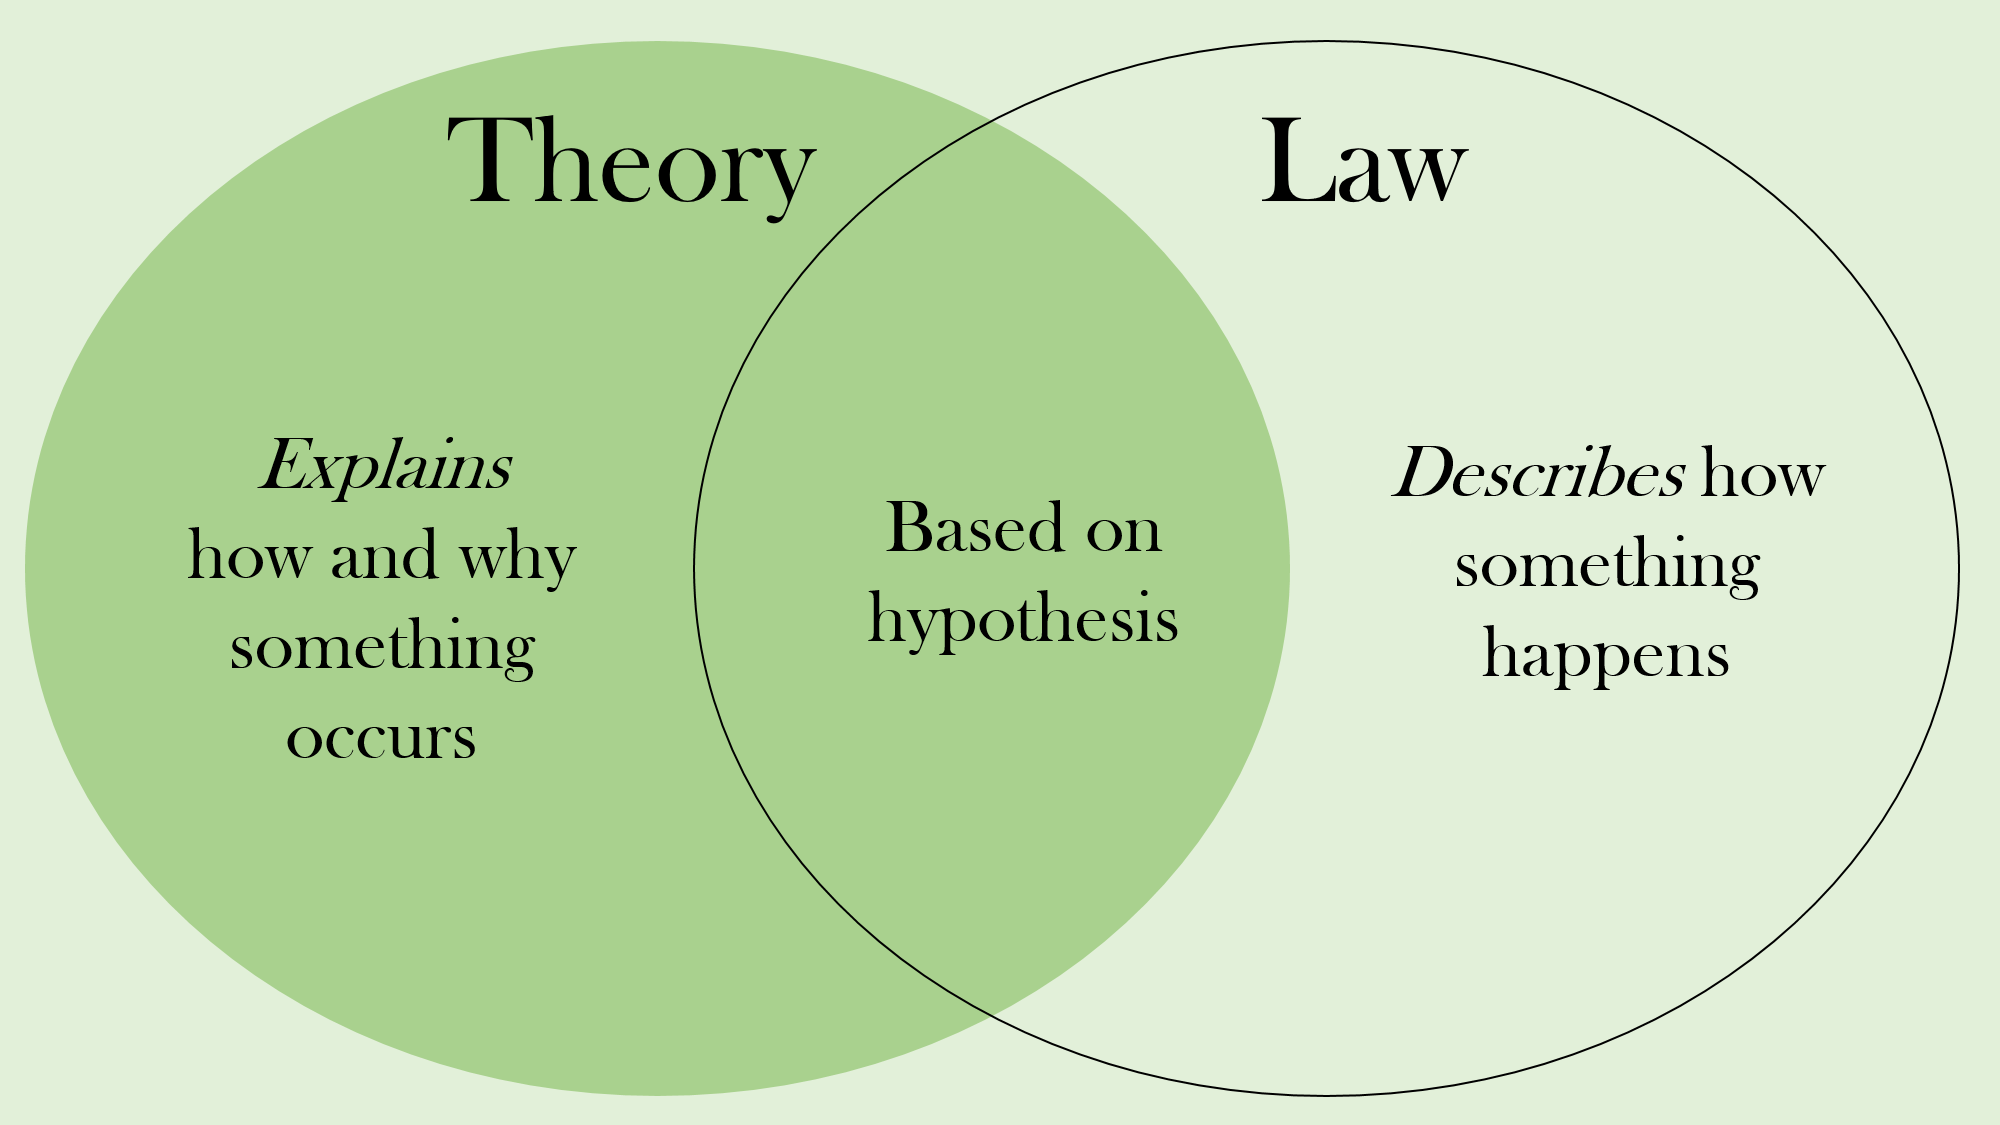 Theory
Law
Explains
how and why
something
occurs
Based on
hypothesis
Describes how
something
happens